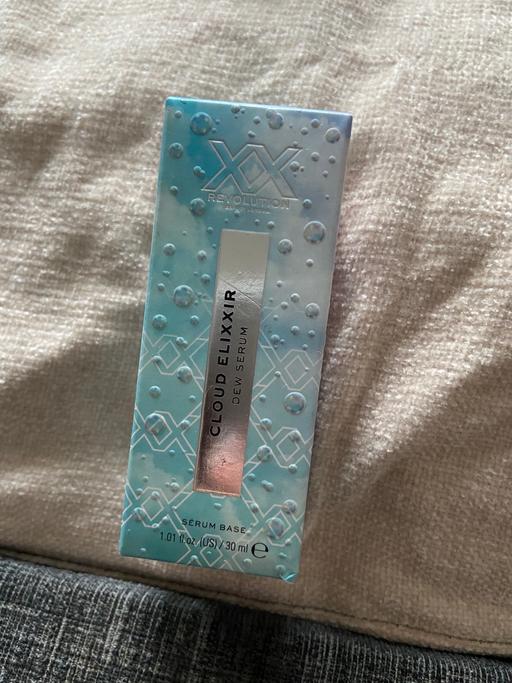 XX
REVOLUTION
CLOUD ELIXXIR
DEW SERUM
SERUM BASE
1.01 fl.oz. (US) / 30 ml ℮